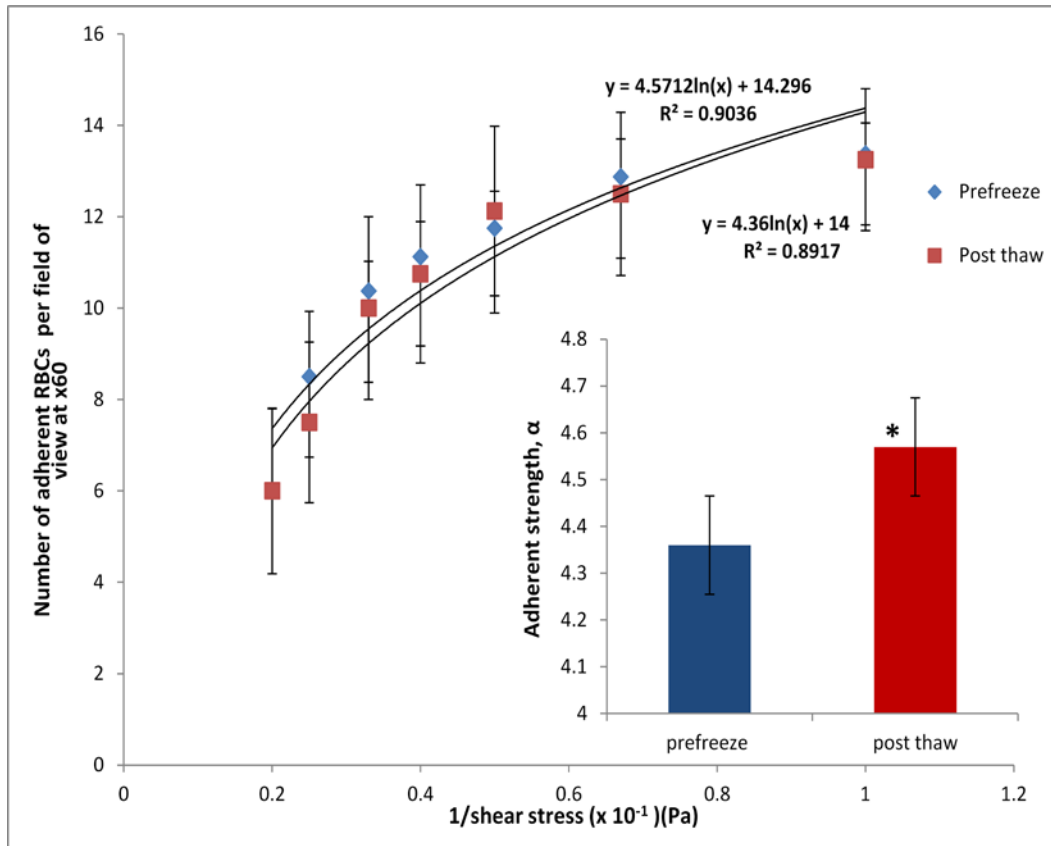 Number of adherent RBCs per field of
view at x60
16
14
12
10
8
6
4
2
0
0
0.2
0.4
0.6
0.8
1
1.2
1/shear stress (x 10⁻¹ )(Pa)
y = 4.5712ln(x) + 14.296
R² = 0.9036
y = 4.36ln(x) + 14
R² = 0.8917
Prefreeze
Post thaw
Adherent strength, α
4.8
4.7
4.6
4.5
4.4
4.3
4.2
4.1
4
*
prefreeze
post thaw